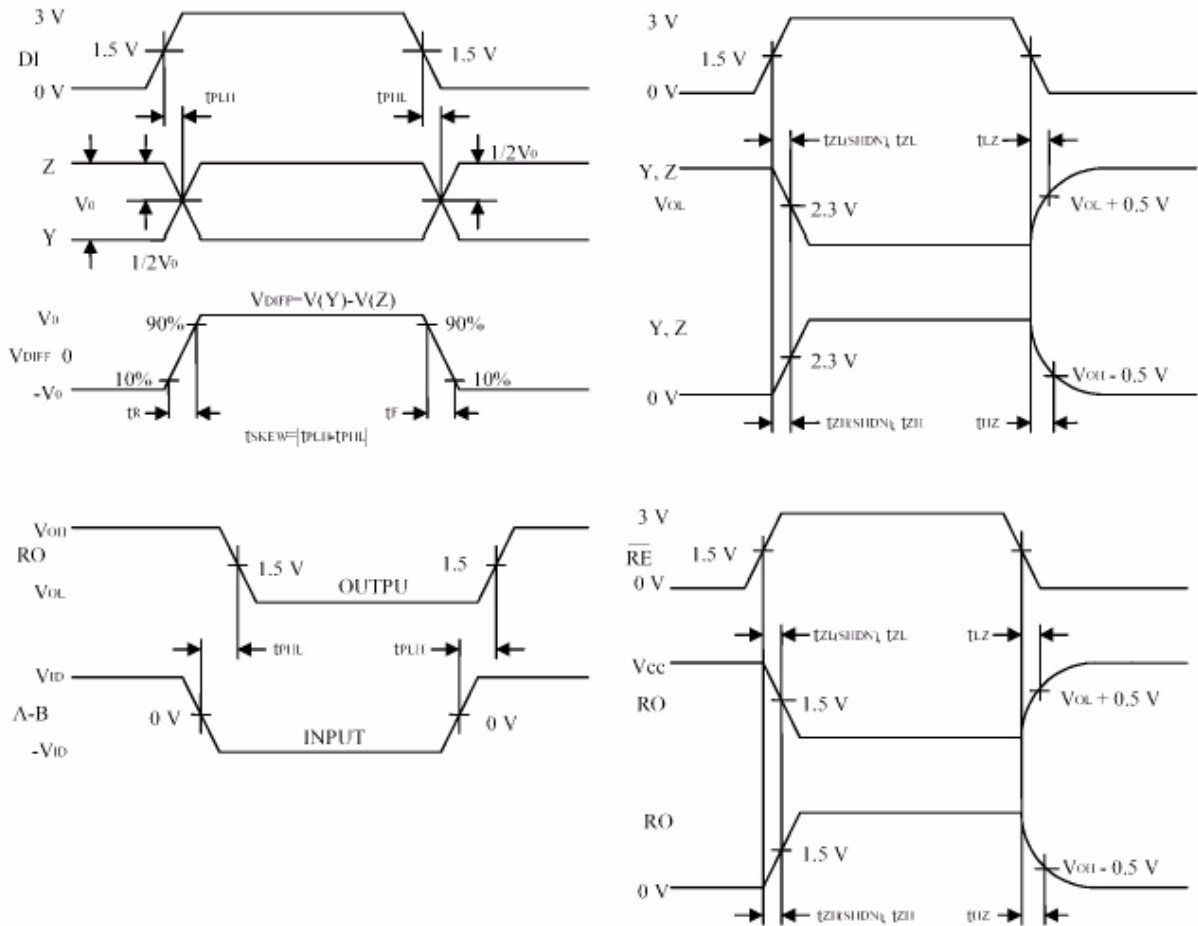 3 V
DI
1.5 V
1.5 V
0 V
tPLH
tPHL
Z
1/2V0
V0
Y
1/2V0
VDIFF=V(Y)-V(Z)
V0
90%
90%
VDIFF 0
10%
10%
-V0
tR
tF
tSKEW=|tPLH-tPHL|
3 V
1.5 V
0 V
tZL(SHDN), tZL
tLZ
Y, Z
VOL
2.3 V
VOL + 0.5 V
Y, Z
2.3 V
VOH - 0.5 V
0 V
tZH(SHDN), tZH
tHZ
VOH
RO
1.5 V
1.5
VOL
OUTPU
tPHL
tPLH
VID
A-B
0 V
0 V
-VID
INPUT
3 V
RE
1.5 V
0 V
tZL(SHDN), tZL
tLZ
Vcc
RO
1.5 V
VOL + 0.5 V
RO
1.5 V
VOH - 0.5 V
0 V
tZH(SHDN), tZH
tHZ